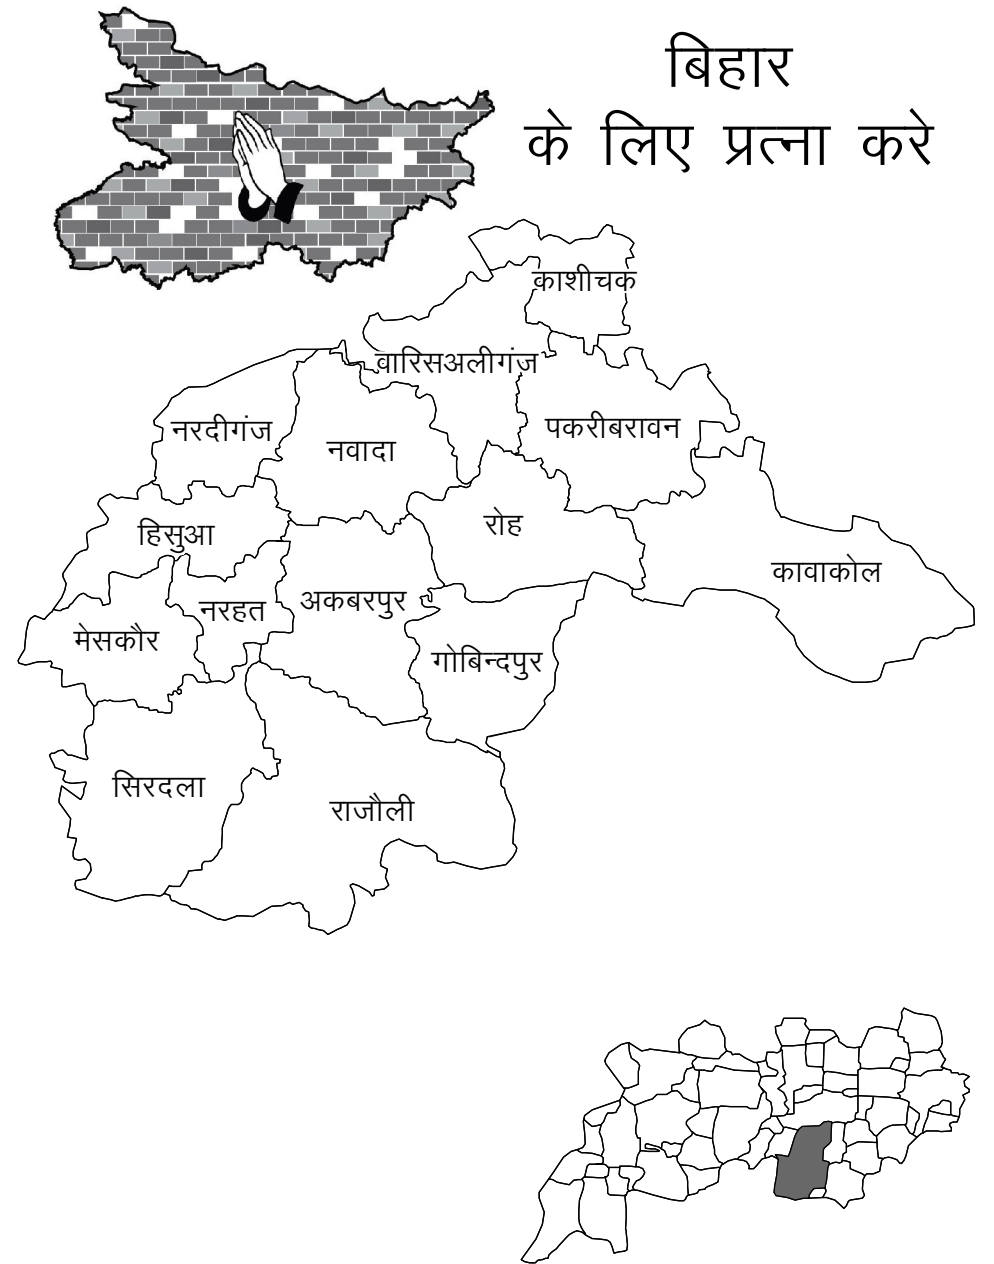 बिहार
के लिए प्रत्ना करे
काशीचक
वारिसअलीगंज
नरदीगंज
नवादा
पकरीबरावन
हिसुआ
रोह
कावाकोल
नरहत
अकबरपुर
मेसकौर
गोबिन्दपुर
सिरदला
राजौली